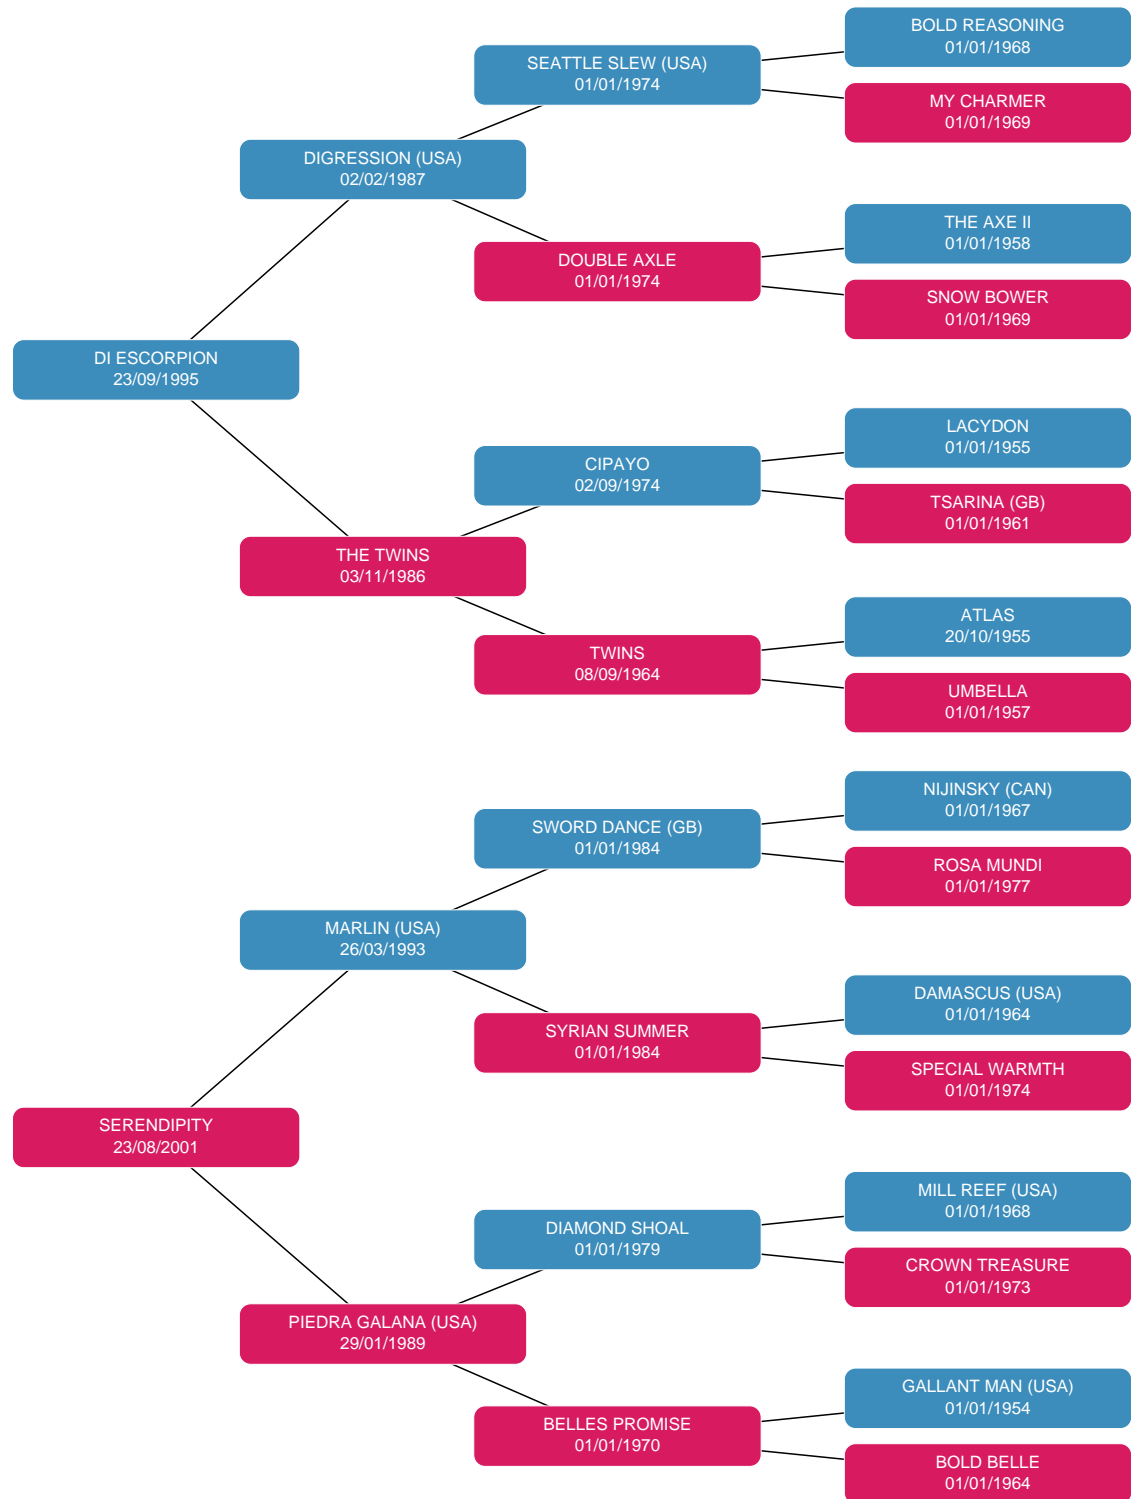 BOLD REASONING
01/01/1968
SEATTLE SLEW (USA)
01/01/1974
MY CHARMER
01/01/1969
DIGRESSION (USA)
02/02/1987
THE AXE II
01/01/1958
DOUBLE AXLE
01/01/1974
SNOW BOWER
01/01/1969
DI ESCORPION
23/09/1995
LACYDON
01/01/1955
CIPAYO
02/09/1974
TSARINA (GB)
01/01/1961
THE TWINS
03/11/1986
ATLAS
20/10/1955
TWINS
08/09/1964
UMBELLA
01/01/1957
NIJINSKY (CAN)
01/01/1967
SWORD DANCE (GB)
01/01/1984
ROSA MUNDI
01/01/1977
MARLIN (USA)
26/03/1993
DAMASCUS (USA)
01/01/1964
SYRIAN SUMMER
01/01/1984
SPECIAL WARMTH
01/01/1974
SERENDIPITY
23/08/2001
MILL REEF (USA)
01/01/1968
DIAMOND SHOAL
01/01/1979
CROWN TREASURE
01/01/1973
PIEDRA GALANA (USA)
29/01/1989
GALLANT MAN (USA)
01/01/1954
BELLES PROMISE
01/01/1970
BOLD BELLE
01/01/1964